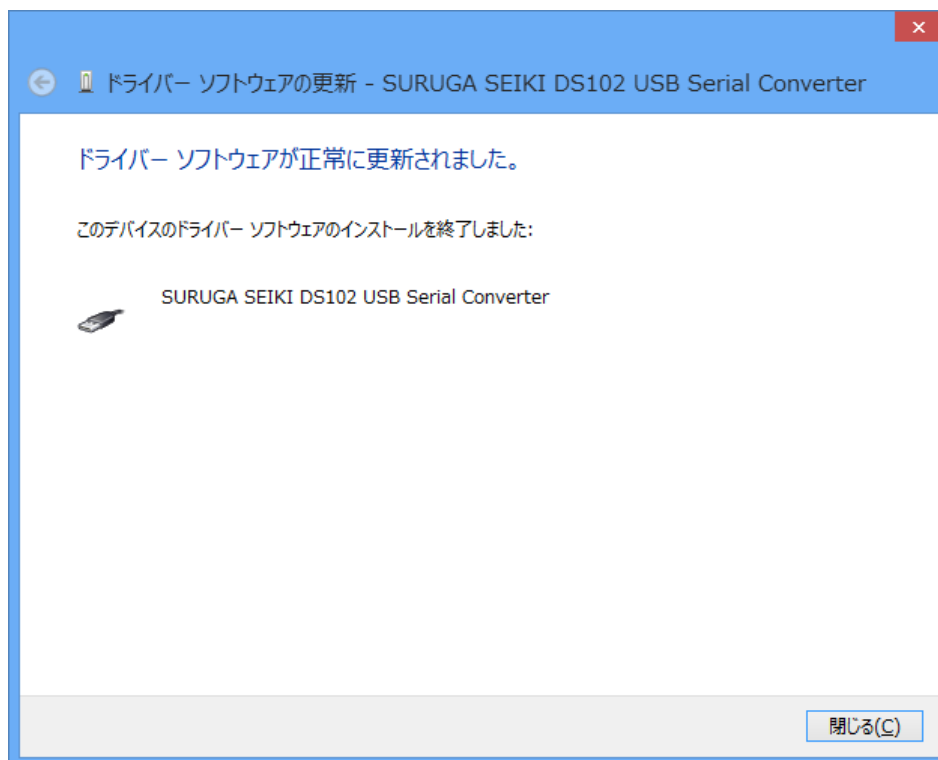 ドライバー ソフトウェアの更新 - SURUGA SEIKI DS102 USB Serial Converter
ドライバー ソフトウェアが正常に更新されました。
このデバイスのドライバー ソフトウェアのインストールを終了しました:
SURUGA SEIKI DS102 USB Serial Converter
閉じる(C)